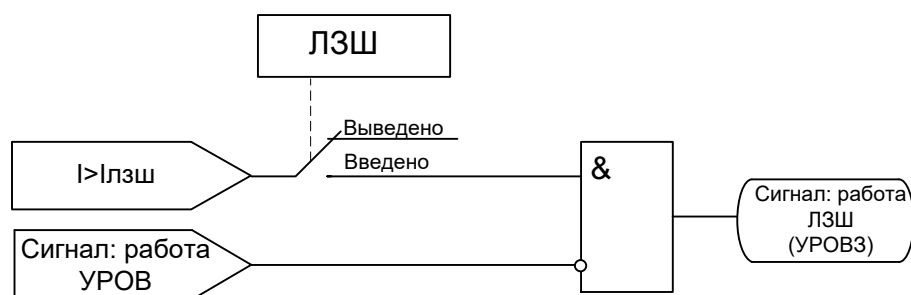 ЛЗШ
Выведено
Введено
I>Iлзш
&
Сигнал: работа
УРОВ
Сигнал: работа
ЛЗШ
(УРОВЗ)